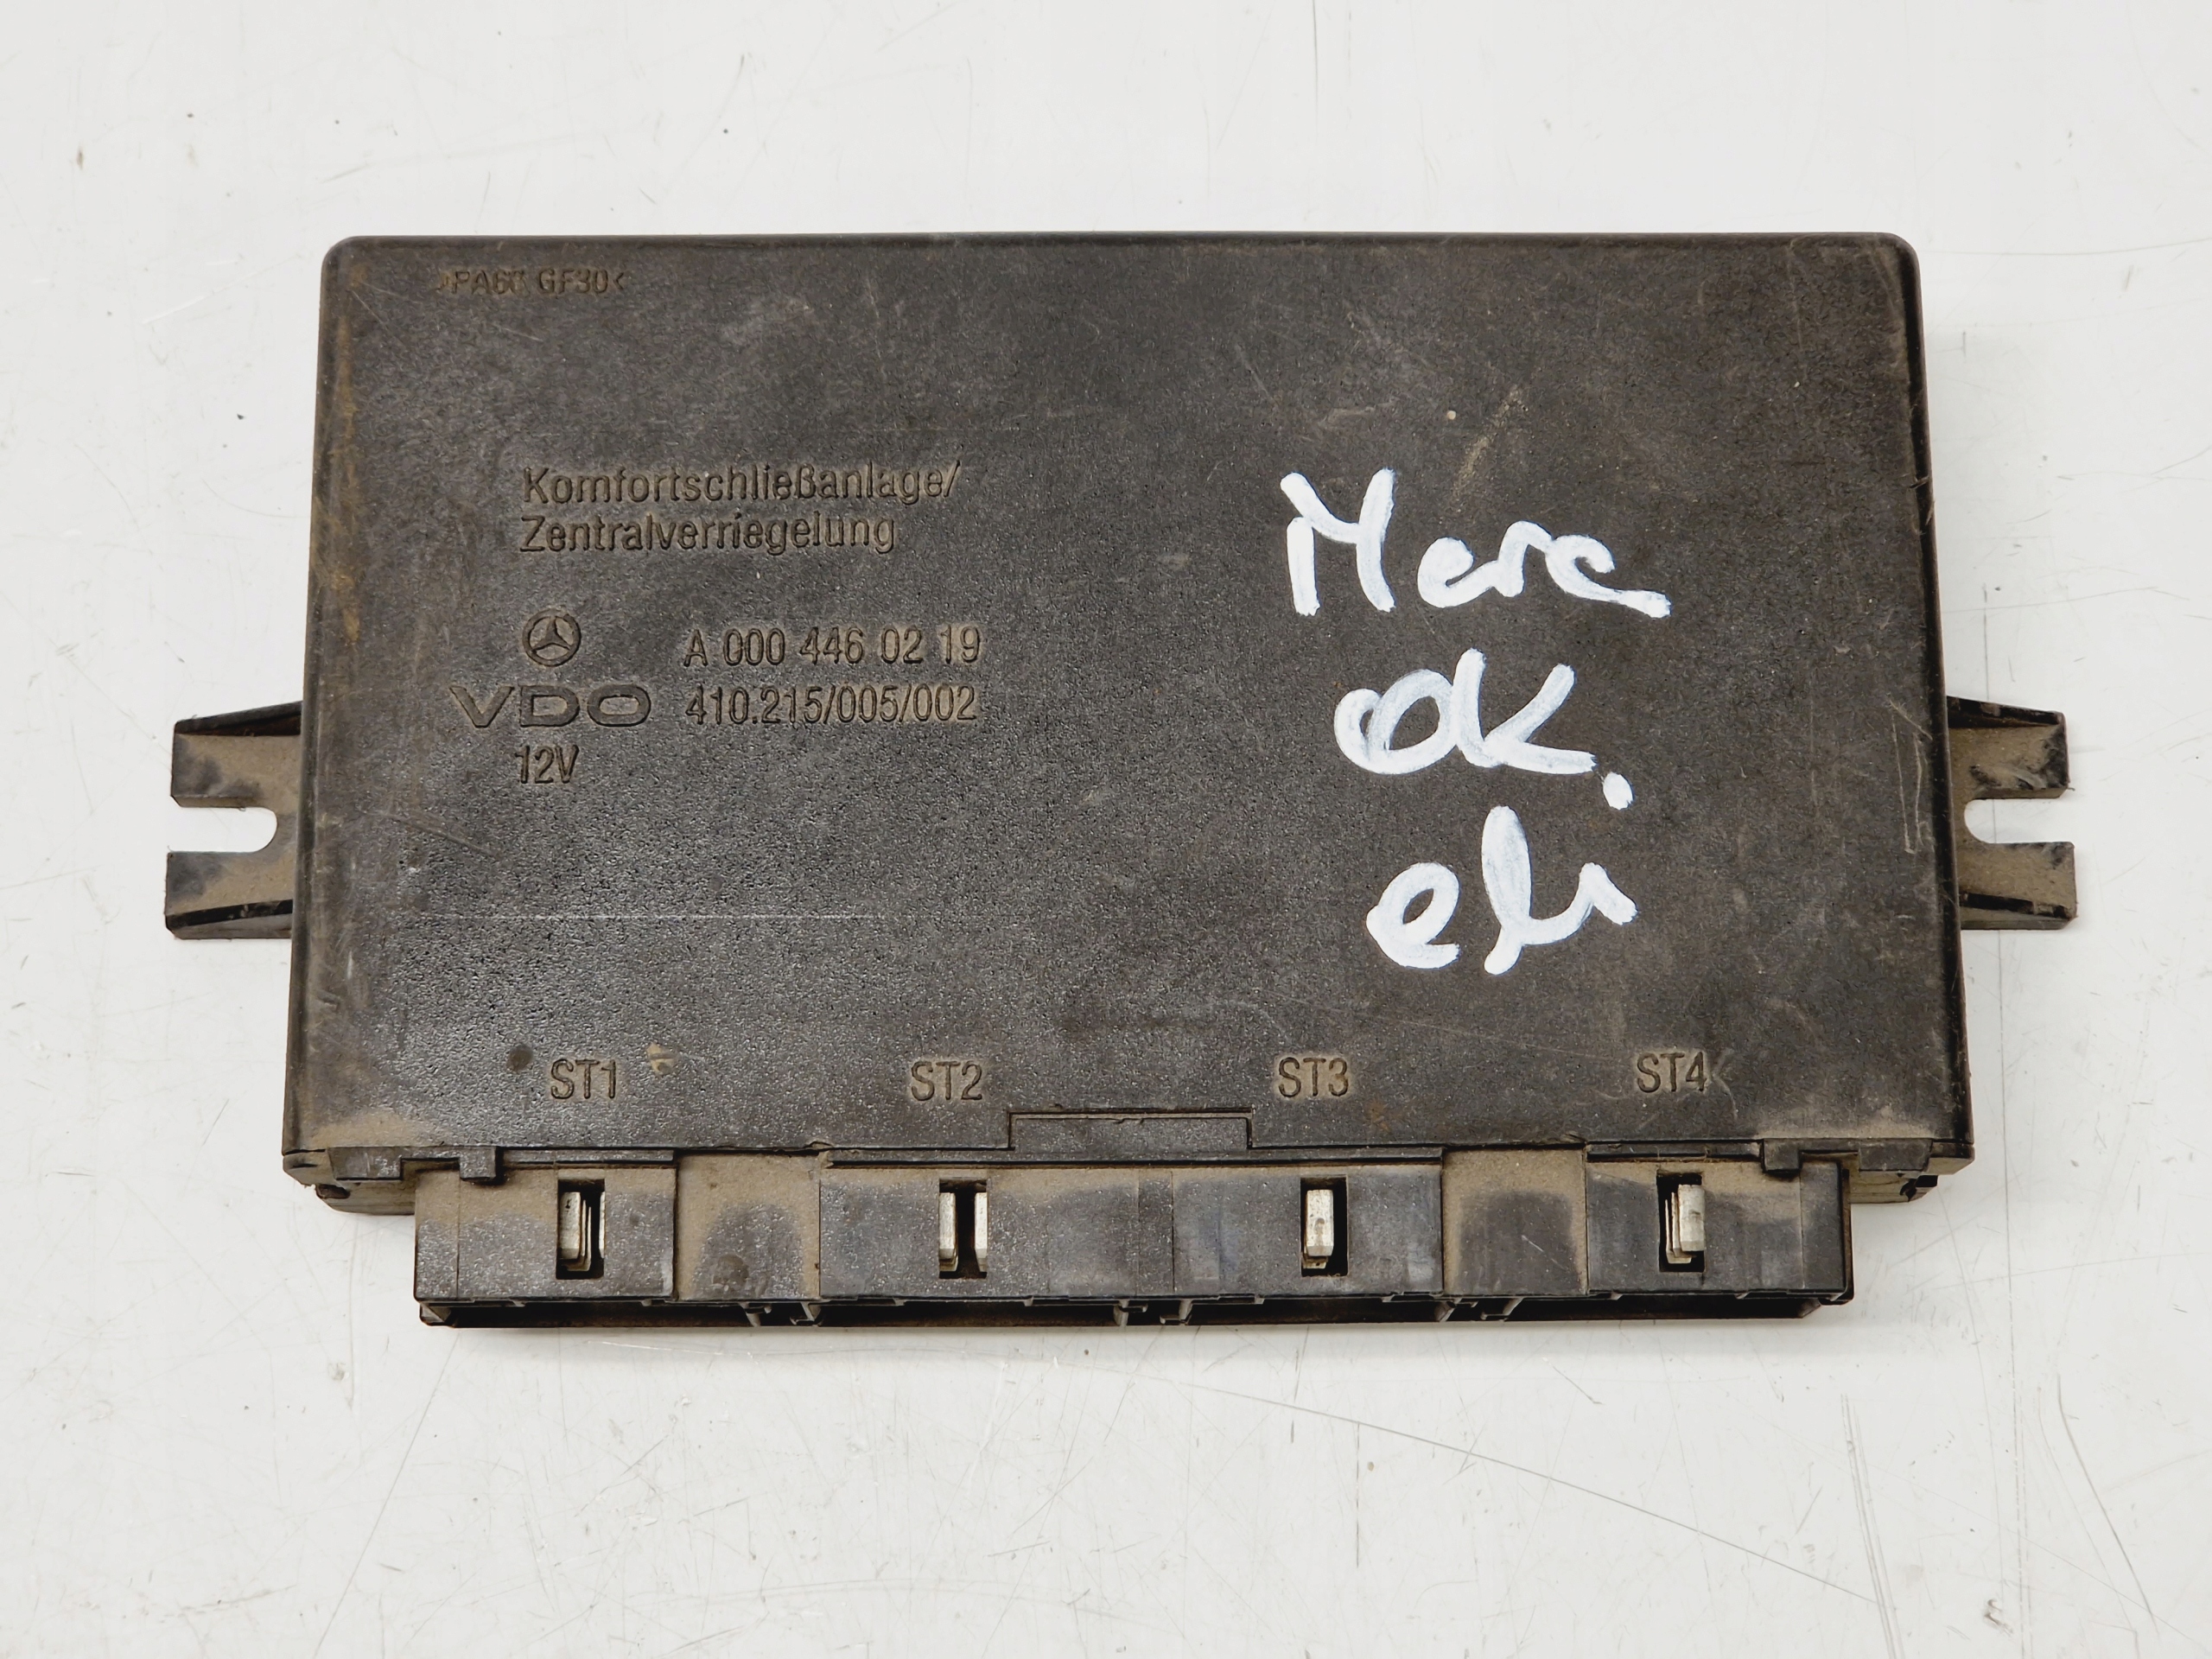 >PA66 GF30<
Komfortschließanlage/
Zentralverriegelung
A 000 446 02 19
VDO 410.215/005/002
12V
Merc
OK.
ST1 ST2 ST3 ST4